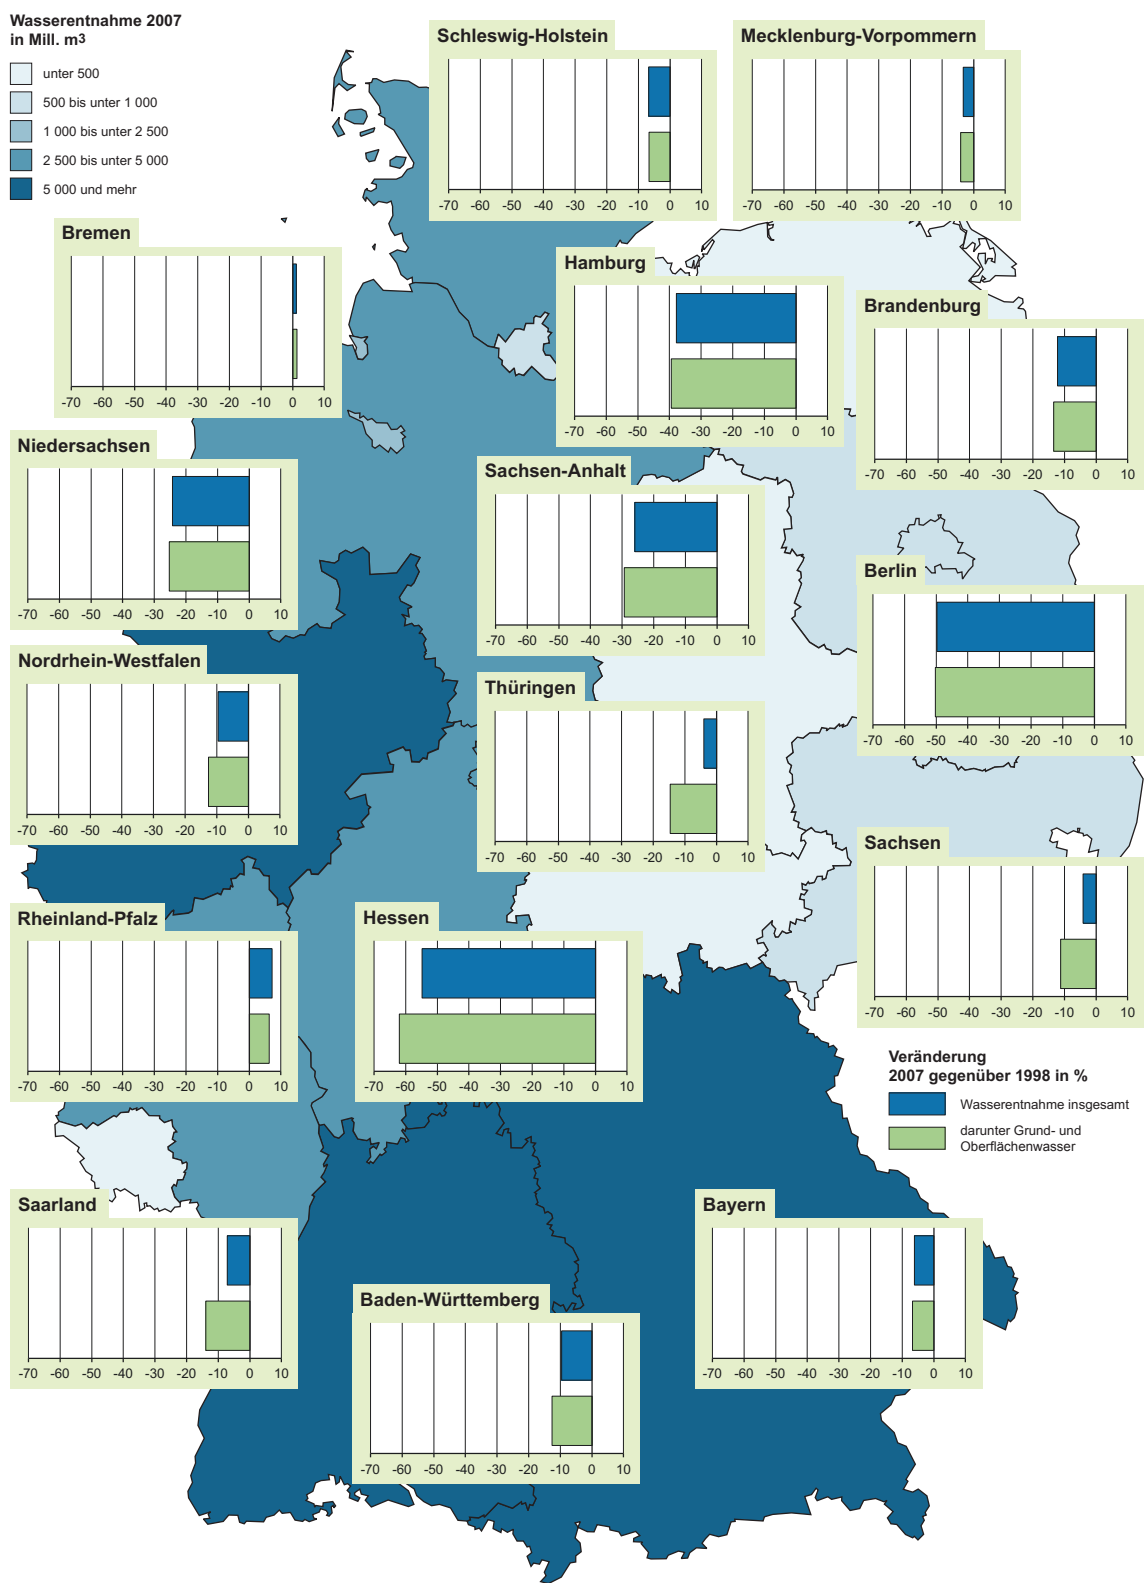 Wasserentnahme 2007
in Mill. m3
unter 500
500 bis unter 1 000
1 000 bis unter 2 500
2 500 bis unter 5 000
5 000 und mehr
Schleswig-Holstein
-70 -60 -50 -40 -30 -20 -10 0 10
Mecklenburg-Vorpommern
-70 -60 -50 -40 -30 -20 -10 0 10
Bremen
-70 -60 -50 -40 -30 -20 -10 0 10
Hamburg
-70 -60 -50 -40 -30 -20 -10 0 10
Brandenburg
-70 -60 -50 -40 -30 -20 -10 0 10
Niedersachsen
-70 -60 -50 -40 -30 -20 -10 0 10
Sachsen-Anhalt
-70 -60 -50 -40 -30 -20 -10 0 10
Berlin
-70 -60 -50 -40 -30 -20 -10 0 10
Nordrhein-Westfalen
-70 -60 -50 -40 -30 -20 -10 0 10
Thüringen
-70 -60 -50 -40 -30 -20 -10 0 10
Sachsen
-70 -60 -50 -40 -30 -20 -10 0 10
Rheinland-Pfalz
-70 -60 -50 -40 -30 -20 -10 0 10
Hessen
-70 -60 -50 -40 -30 -20 -10 0 10
Veränderung
2007 gegenüber 1998 in %
Wasserentnahme insgesamt
darunter Grund- und
Oberflächenwasser
Saarland
-70 -60 -50 -40 -30 -20 -10 0 10
Bayern
-70 -60 -50 -40 -30 -20 -10 0 10
Baden-Württemberg
-70 -60 -50 -40 -30 -20 -10 0 10